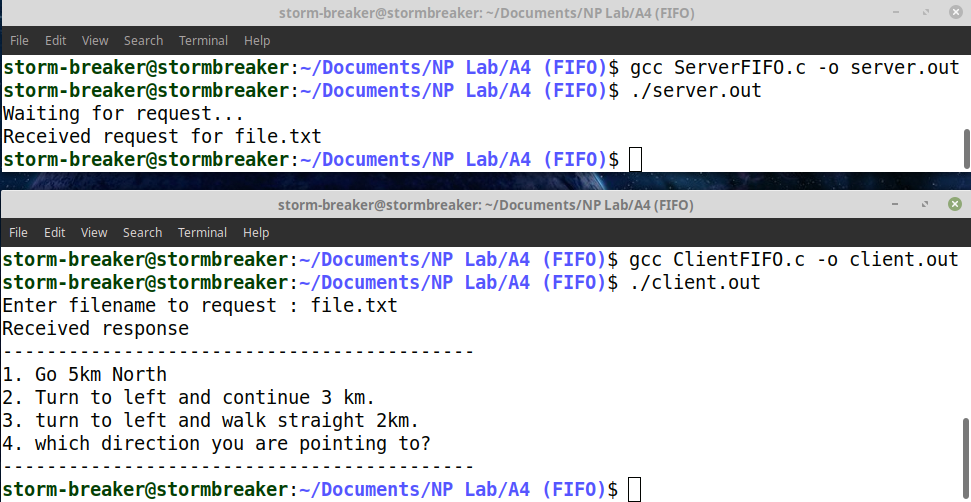 storm-breaker@stormbreaker: ~/Documents/NP Lab/A4 (FIFO)
File Edit View Search Terminal Help
storm-breaker@stormbreaker:~/Documents/NP Lab/A4 (FIFO)$ gcc ServerFIFO.c -o server.out
storm-breaker@stormbreaker:~/Documents/NP Lab/A4 (FIFO)$ ./server.out
Waiting for request...
Received request for file.txt
storm-breaker@stormbreaker:~/Documents/NP Lab/A4 (FIFO)$
storm-breaker@stormbreaker: ~/Documents/NP Lab/A4 (FIFO)
File Edit View Search Terminal Help
storm-breaker@stormbreaker:~/Documents/NP Lab/A4 (FIFO)$ gcc ClientFIFO.c -o client.out
storm-breaker@stormbreaker:~/Documents/NP Lab/A4 (FIFO)$ ./client.out
Enter filename to request : file.txt
Received response
-------------------------------------------
1. Go 5km North
2. Turn to left and continue 3 km.
3. turn to left and walk straight 2km.
4. which direction you are pointing to?
-------------------------------------------
storm-breaker@stormbreaker:~/Documents/NP Lab/A4 (FIFO)$